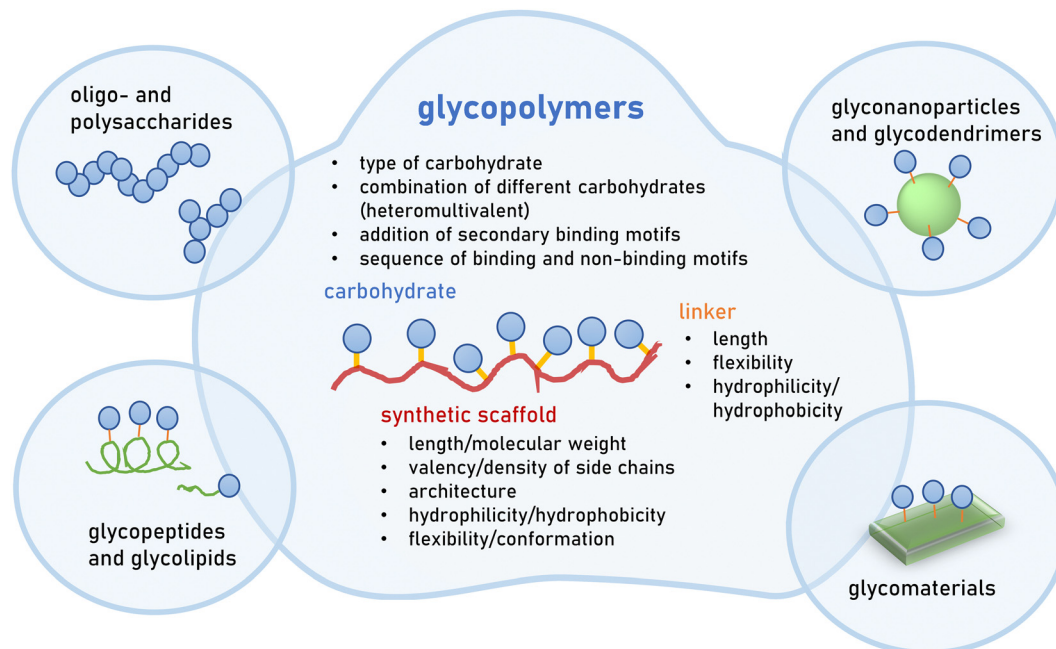 oligo- and
polysaccharides
glycopolymers
• type of carbohydrate
• combination of different carbohydrates
(heteromultivalent)
• addition of secondary binding motifs
• sequence of binding and non-binding motifs
glyconanoparticles
and glycodendrimers
carbohydrate
linker
• length
• flexibility
• hydrophilicity/
hydrophobicity
synthetic scaffold
• length/molecular weight
• valency/density of side chains
• architecture
• hydrophilicity/hydrophobicity
• flexibility/conformation
glycopeptides
and glycolipids
glycomaterials